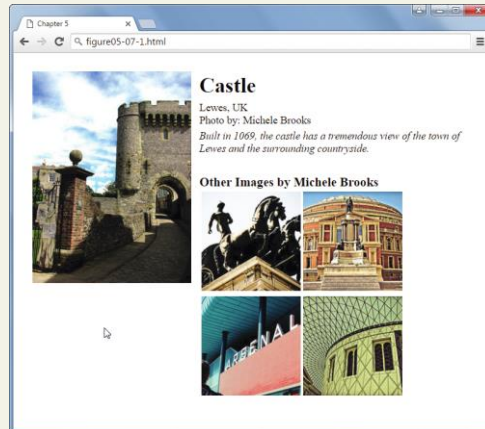 Chapter 5
figure05-07-1.html
Castle
Lewes, UK
Photo by: Michele Brooks
Built in 1069, the castle has a tremendous view of the town of
Lewes and the surrounding countryside.
Other Images by Michele Brooks
ARSENAL